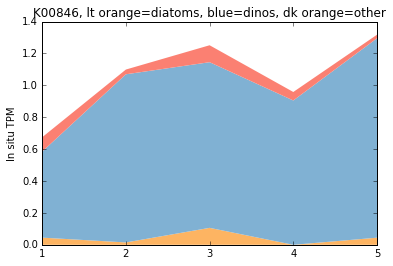 K00846, lt orange=diatoms, blue=dinos, dk orange=other
1.4
1.2
1.0
0.8
0.6
0.4
0.2
0.0
In situ TPM
1 2 3 4 5